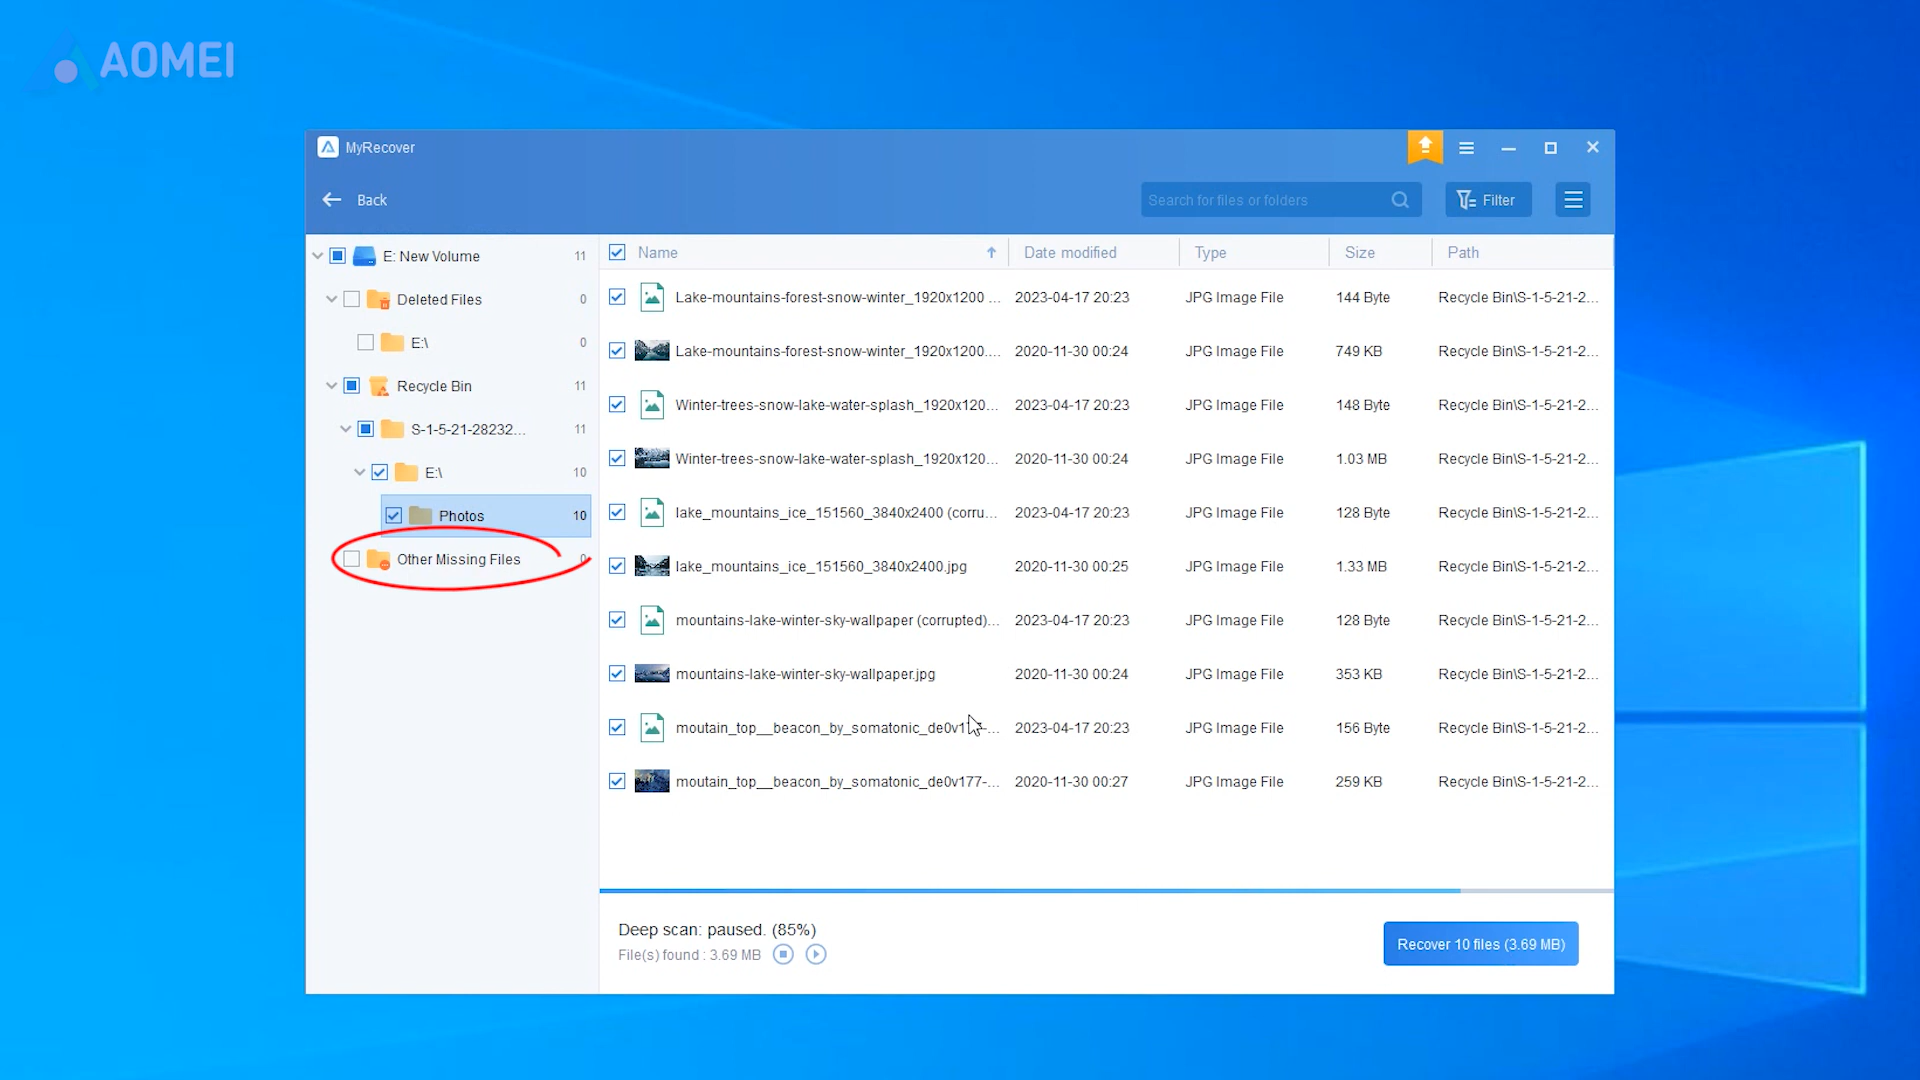 AOMEI
MyRecover
Back
Search for files or folders
Filter
E: New Volume 11
Deleted Files 0
E:\ 0
Recycle Bin 11
S-1-5-21-28232... 11
E:\ 10
Photos 10
Other Missing Files 0
Name Date modified Type Size Path
Lake-mountains-forest-snow-winter_1920x1200 ... 2023-04-17 20:23 JPG Image File 144 Byte Recycle Bin\S-1-5-21-2...
Lake-mountains-forest-snow-winter_1920x1200.... 2020-11-30 00:24 JPG Image File 749 KB Recycle Bin\S-1-5-21-2...
Winter-trees-snow-lake-water-splash_1920x120... 2023-04-17 20:23 JPG Image File 148 Byte Recycle Bin\S-1-5-21-2...
Winter-trees-snow-lake-water-splash_1920x120... 2020-11-30 00:24 JPG Image File 1.03 MB Recycle Bin\S-1-5-21-2...
lake_mountains_ice_151560_3840x2400 (corru... 2023-04-17 20:23 JPG Image File 128 Byte Recycle Bin\S-1-5-21-2...
lake_mountains_ice_151560_3840x2400.jpg 2020-11-30 00:25 JPG Image File 1.33 MB Recycle Bin\S-1-5-21-2...
mountains-lake-winter-sky-wallpaper (corrupted)... 2023-04-17 20:23 JPG Image File 128 Byte Recycle Bin\S-1-5-21-2...
mountains-lake-winter-sky-wallpaper.jpg 2020-11-30 00:24 JPG Image File 353 KB Recycle Bin\S-1-5-21-2...
moutain_top__beacon_by_somatonic_de0v177-... 2023-04-17 20:23 JPG Image File 156 Byte Recycle Bin\S-1-5-21-2...
moutain_top__beacon_by_somatonic_de0v177-... 2020-11-30 00:27 JPG Image File 259 KB Recycle Bin\S-1-5-21-2...
Deep scan: paused. (85%)
File(s) found : 3.69 MB
Recover 10 files (3.69 MB)